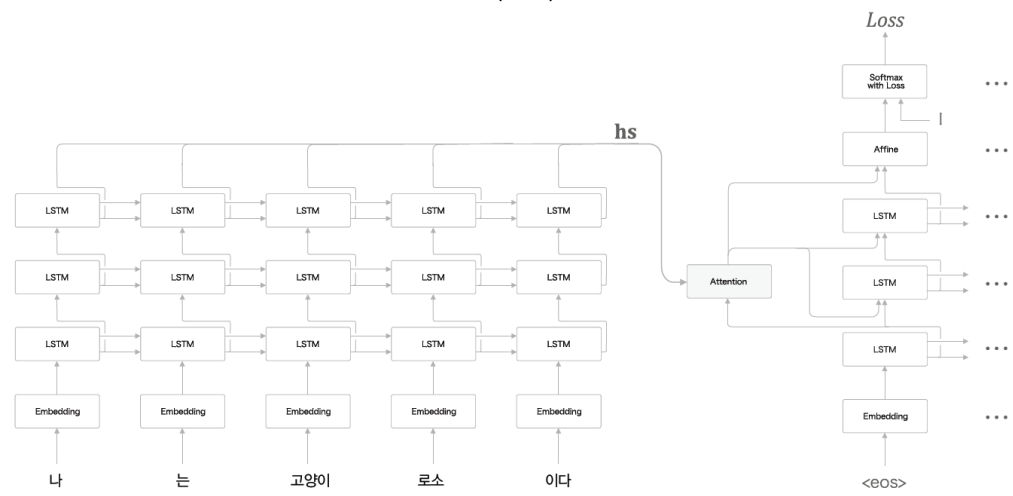 Loss
Softmax
with Loss
...
I
hs
Affine
...
LSTM LSTM LSTM LSTM LSTM
LSTM ...
LSTM LSTM LSTM LSTM LSTM
Attention
LSTM ...
LSTM LSTM LSTM LSTM LSTM
LSTM ...
Embedding Embedding Embedding Embedding Embedding
Embedding ...
나 는 고양이 로소 이다
<eos>